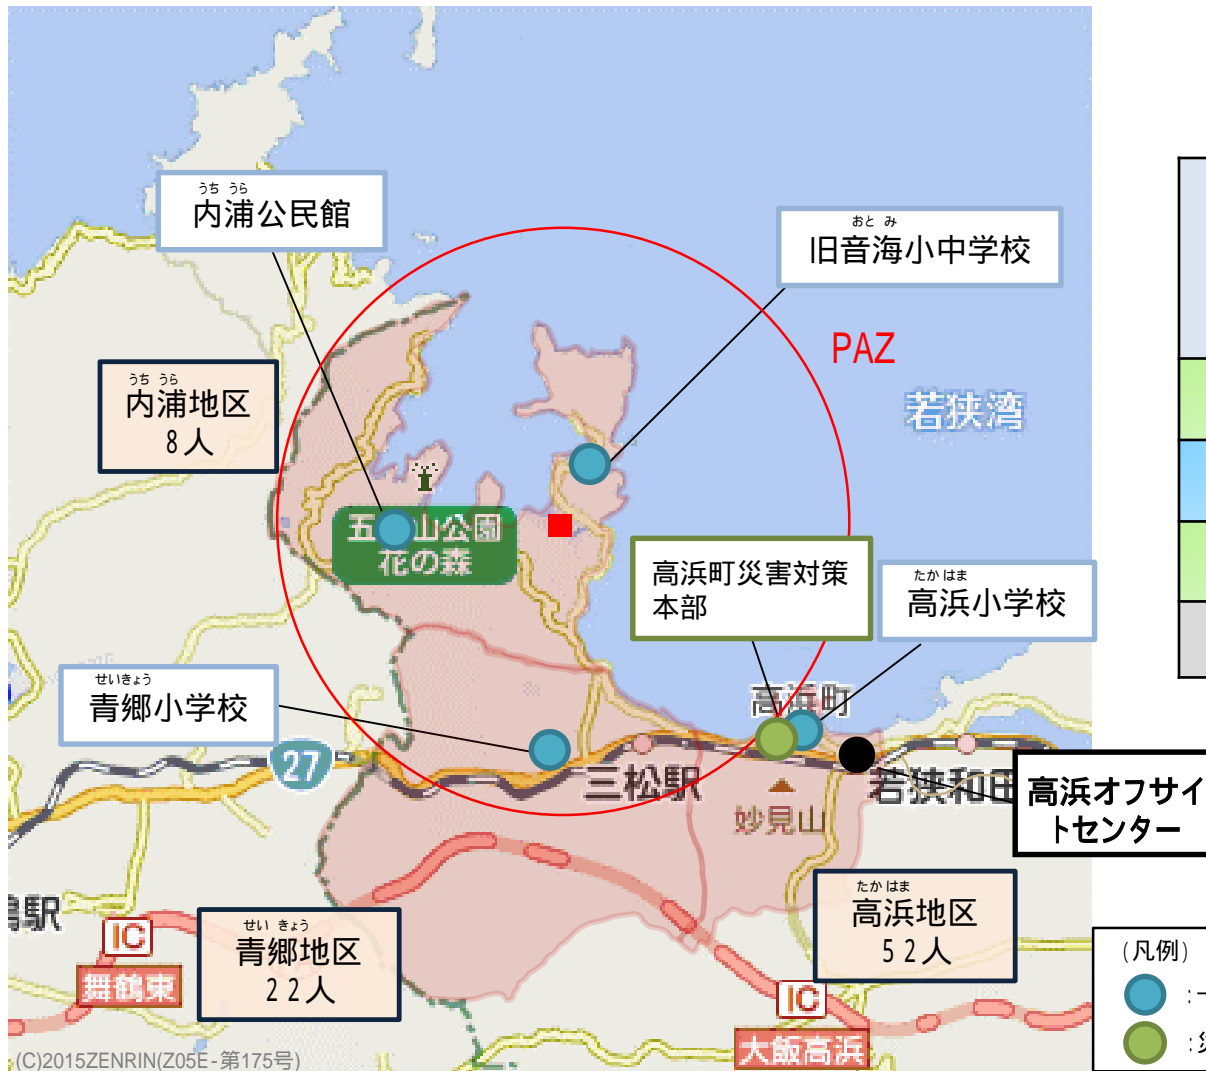 うち うら
内浦公民館
おと み
旧音海小中学校
PAZ
若狭湾
うち うら
内浦地区
8人
山公園
花の森
高浜町災害対策
本部
たか はま
高浜小学校
せいきょう
青郷小学校
高浜町
27
三松駅
若狭和田
妙見山
高浜オフサイ
トセンター
たか はま
高浜地区
52人
せい きょう
青郷地区
22人
駅
IC
舞鶴東
IC
大飯高浜
(凡例)
:一
:災
(C)2015ZENRIN(Z05E-第175号)